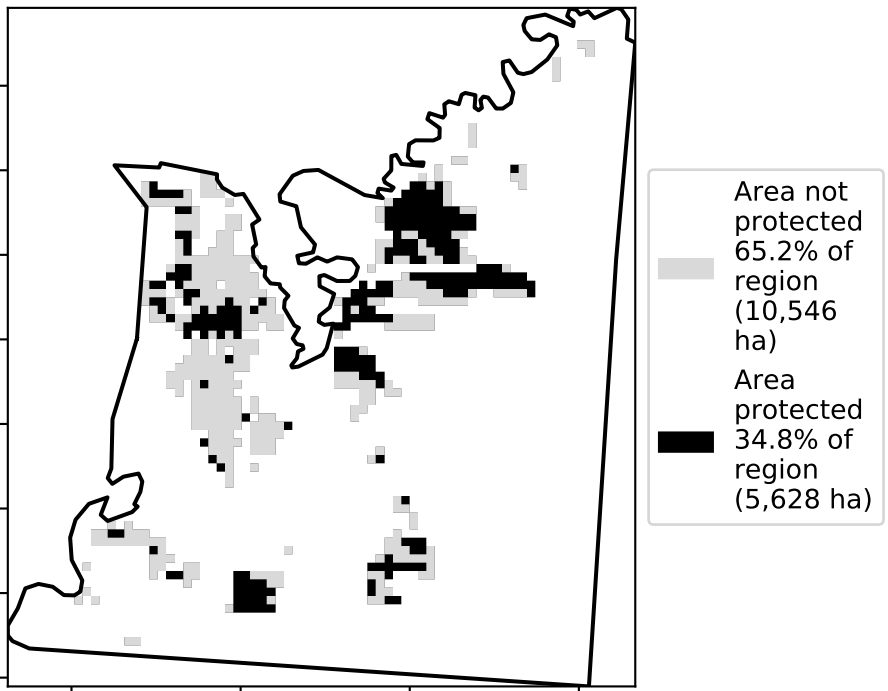 Area not
protected
65.2% of
region
(10,546
ha)
Area
protected
34.8% of
region
(5,628 ha)